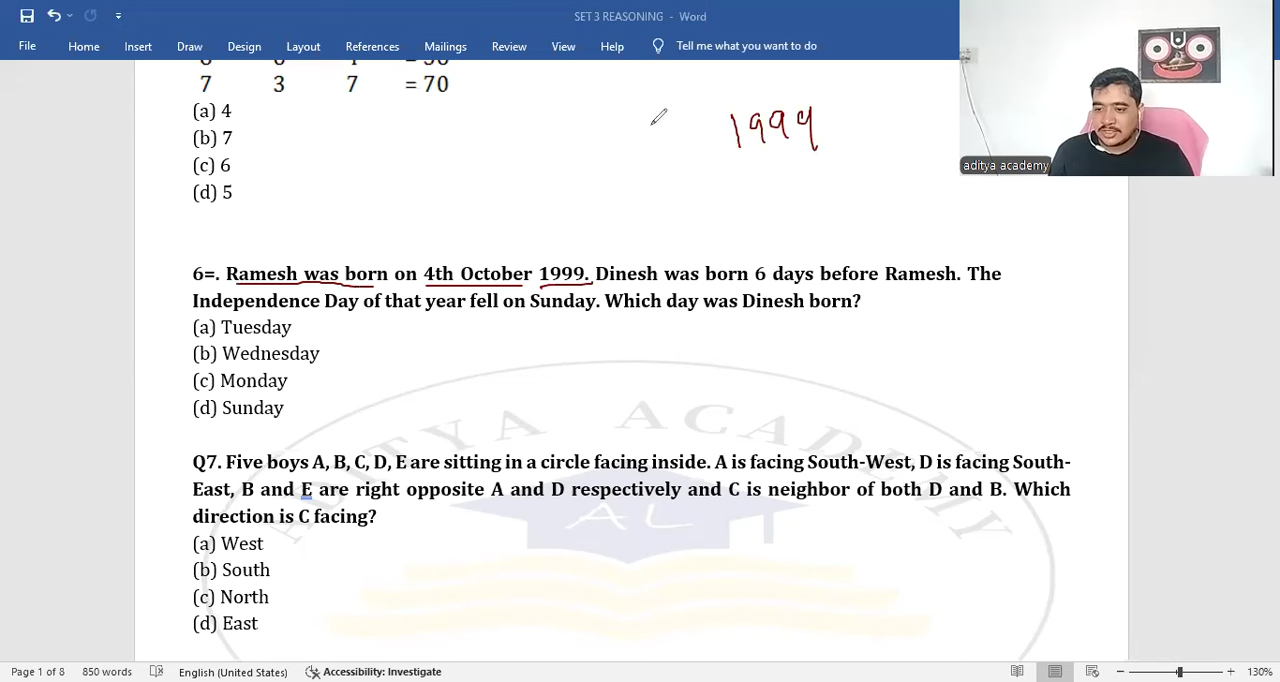 SET 3 REASONING - Word
File Home Insert Draw Design Layout References Mailings Review View Help Tell me what you want to do
7 3 7 = 70
(a) 4
(b) 7
(c) 6
(d) 5
1999
aditya academy
6=. Ramesh was born on 4th October 1999. Dinesh was born 6 days before Ramesh. The
Independence Day of that year fell on Sunday. Which day was Dinesh born?
(a) Tuesday
(b) Wednesday
(c) Monday
(d) Sunday
ADITYA ACADEMY
Q7. Five boys A, B, C, D, E are sitting in a circle facing inside. A is facing South-West, D is facing South-
East, B and E are right opposite A and D respectively and C is neighbor of both D and B. Which
direction is C facing?
(a) West
(b) South
(c) North
(d) East
Page 1 of 8 850 words English (United States) Accessibility: Investigate 130%